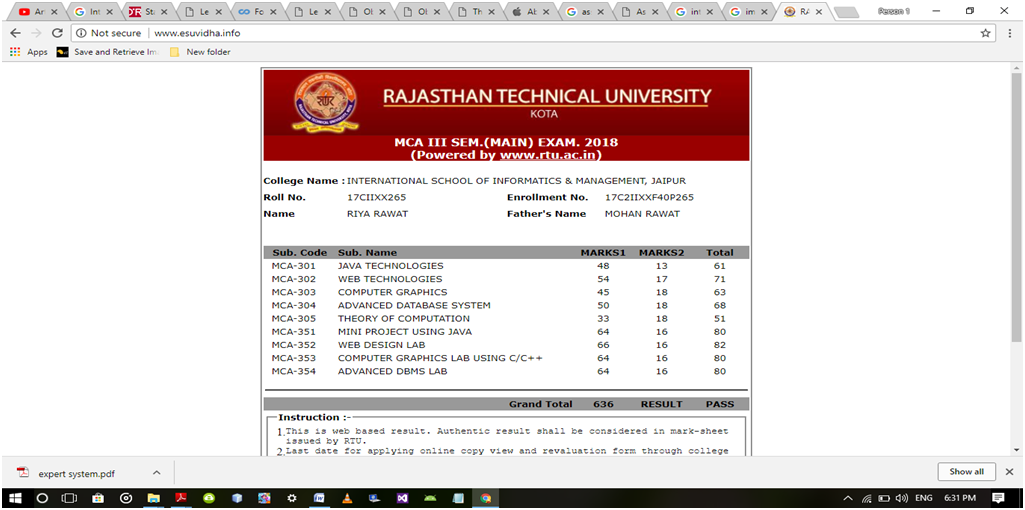 Ar
Int
Sta
Le
Fo
Le
Ob
Ob
Th
Ab
as
As
int
im
RA
Person 1
Not secure | www.esuvidha.info
Apps Save and Retrieve Im New folder
RAJASTHAN TECHNICAL UNIVERSITY
KOTA
MCA III SEM.(MAIN) EXAM. 2018
(Powered by www.rtu.ac.in)
College Name : INTERNATIONAL SCHOOL OF INFORMATICS & MANAGEMENT, JAIPUR
Roll No. 17CIIXX265 Enrollment No. 17C2IIXXF40P265
Name RIYA RAWAT Father's Name MOHAN RAWAT
Sub. Code Sub. Name MARKS1 MARKS2 Total
MCA-301 JAVA TECHNOLOGIES 48 13 61
MCA-302 WEB TECHNOLOGIES 54 17 71
MCA-303 COMPUTER GRAPHICS 45 18 63
MCA-304 ADVANCED DATABASE SYSTEM 50 18 68
MCA-305 THEORY OF COMPUTATION 33 18 51
MCA-351 MINI PROJECT USING JAVA 64 16 80
MCA-352 WEB DESIGN LAB 66 16 82
MCA-353 COMPUTER GRAPHICS LAB USING C/C++ 64 16 80
MCA-354 ADVANCED DBMS LAB 64 16 80
Grand Total 636 RESULT PASS
Instruction :-
1. This is web based result. Authentic result shall be considered in mark-sheet
issued by RTU.
2. Last date for applying online copy view and revaluation form through college
expert system.pdf Show all
ENG 6:31 PM